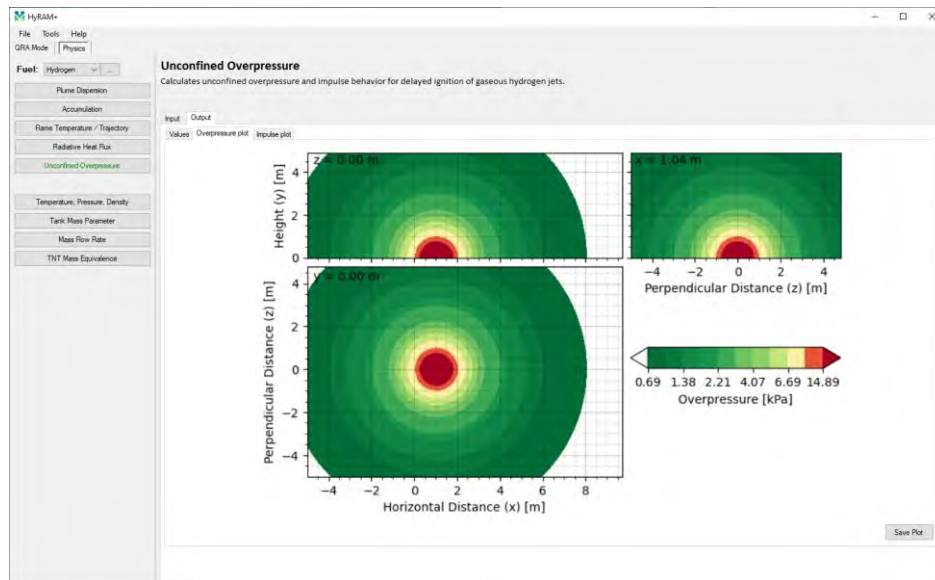 HyRAM+
File Tools Help
QRA Mode Physics
Fuel: Hydrogen ...
Plume Dispersion
Accumulation
Flame Temperature / Trajectory
Radiative Heat Flux
Unconfined Overpressure
Temperature, Pressure, Density
Tank Mass Parameter
Mass Flow Rate
TNT Mass Equivalence
Unconfined Overpressure
Calculates unconfined overpressure and impulse behavior for delayed ignition of gaseous hydrogen jets.
Input Output
Values Overpressure plot Impulse plot
z = 0.00 m
Height (y) [m]
4
2
0
x = 1.04 m
−4 −2 0 2 4
Perpendicular Distance (z) [m]
y = 0.00 m
Perpendicular Distance (z) [m]
4
2
0
−2
−4
−4 −2 0 2 4 6 8
Horizontal Distance (x) [m]
0.69 1.38 2.21 4.07 6.69 14.89
Overpressure [kPa]
Save Plot